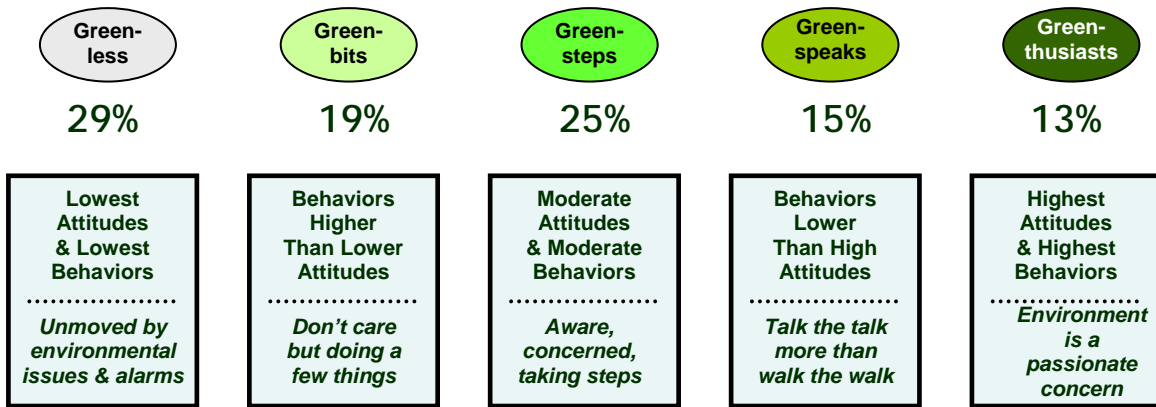 Green-
less
Green-
bits
Green-
steps
Green-
speaks
Green-
thusiasts
29%
19%
25%
15%
13%
Lowest
Attitudes
& Lowest
Behaviors
Unmoved by
environmental
issues & alarms
Behaviors
Higher
Than Lower
Attitudes
Don't care
but doing a
few things
Moderate
Attitudes
& Moderate
Behaviors
Aware,
concerned,
taking steps
Behaviors
Lower
Than High
Attitudes
Talk the talk
more than
walk the walk
Highest
Attitudes
& Highest
Behaviors
Environment
is a
passionate
concern